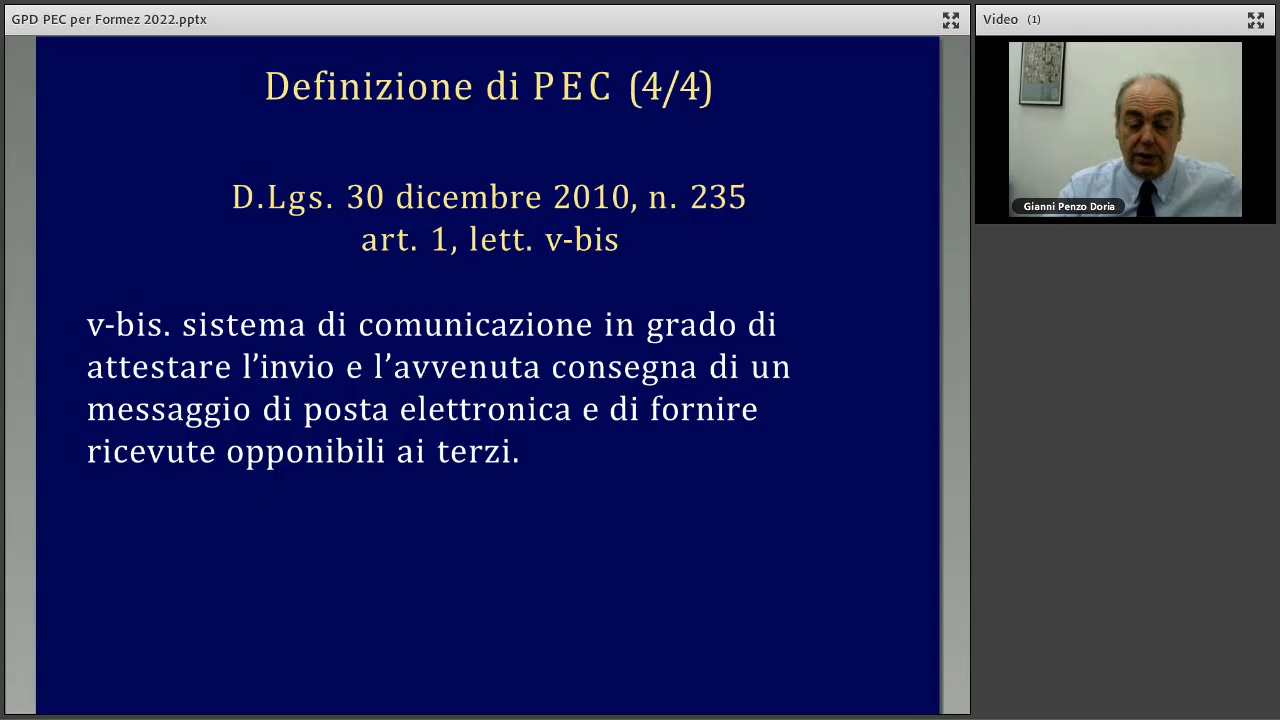 GPD PEC per Formez 2022.pptx
Video (1)
Definizione di PEC (4/4)
D.Lgs. 30 dicembre 2010, n. 235
art. 1, lett. v-bis
v-bis. sistema di comunicazione in grado di
attestare l’invio e l’avvenuta consegna di un
messaggio di posta elettronica e di fornire
ricevute opponibili ai terzi.
Gianni Penzo Doria